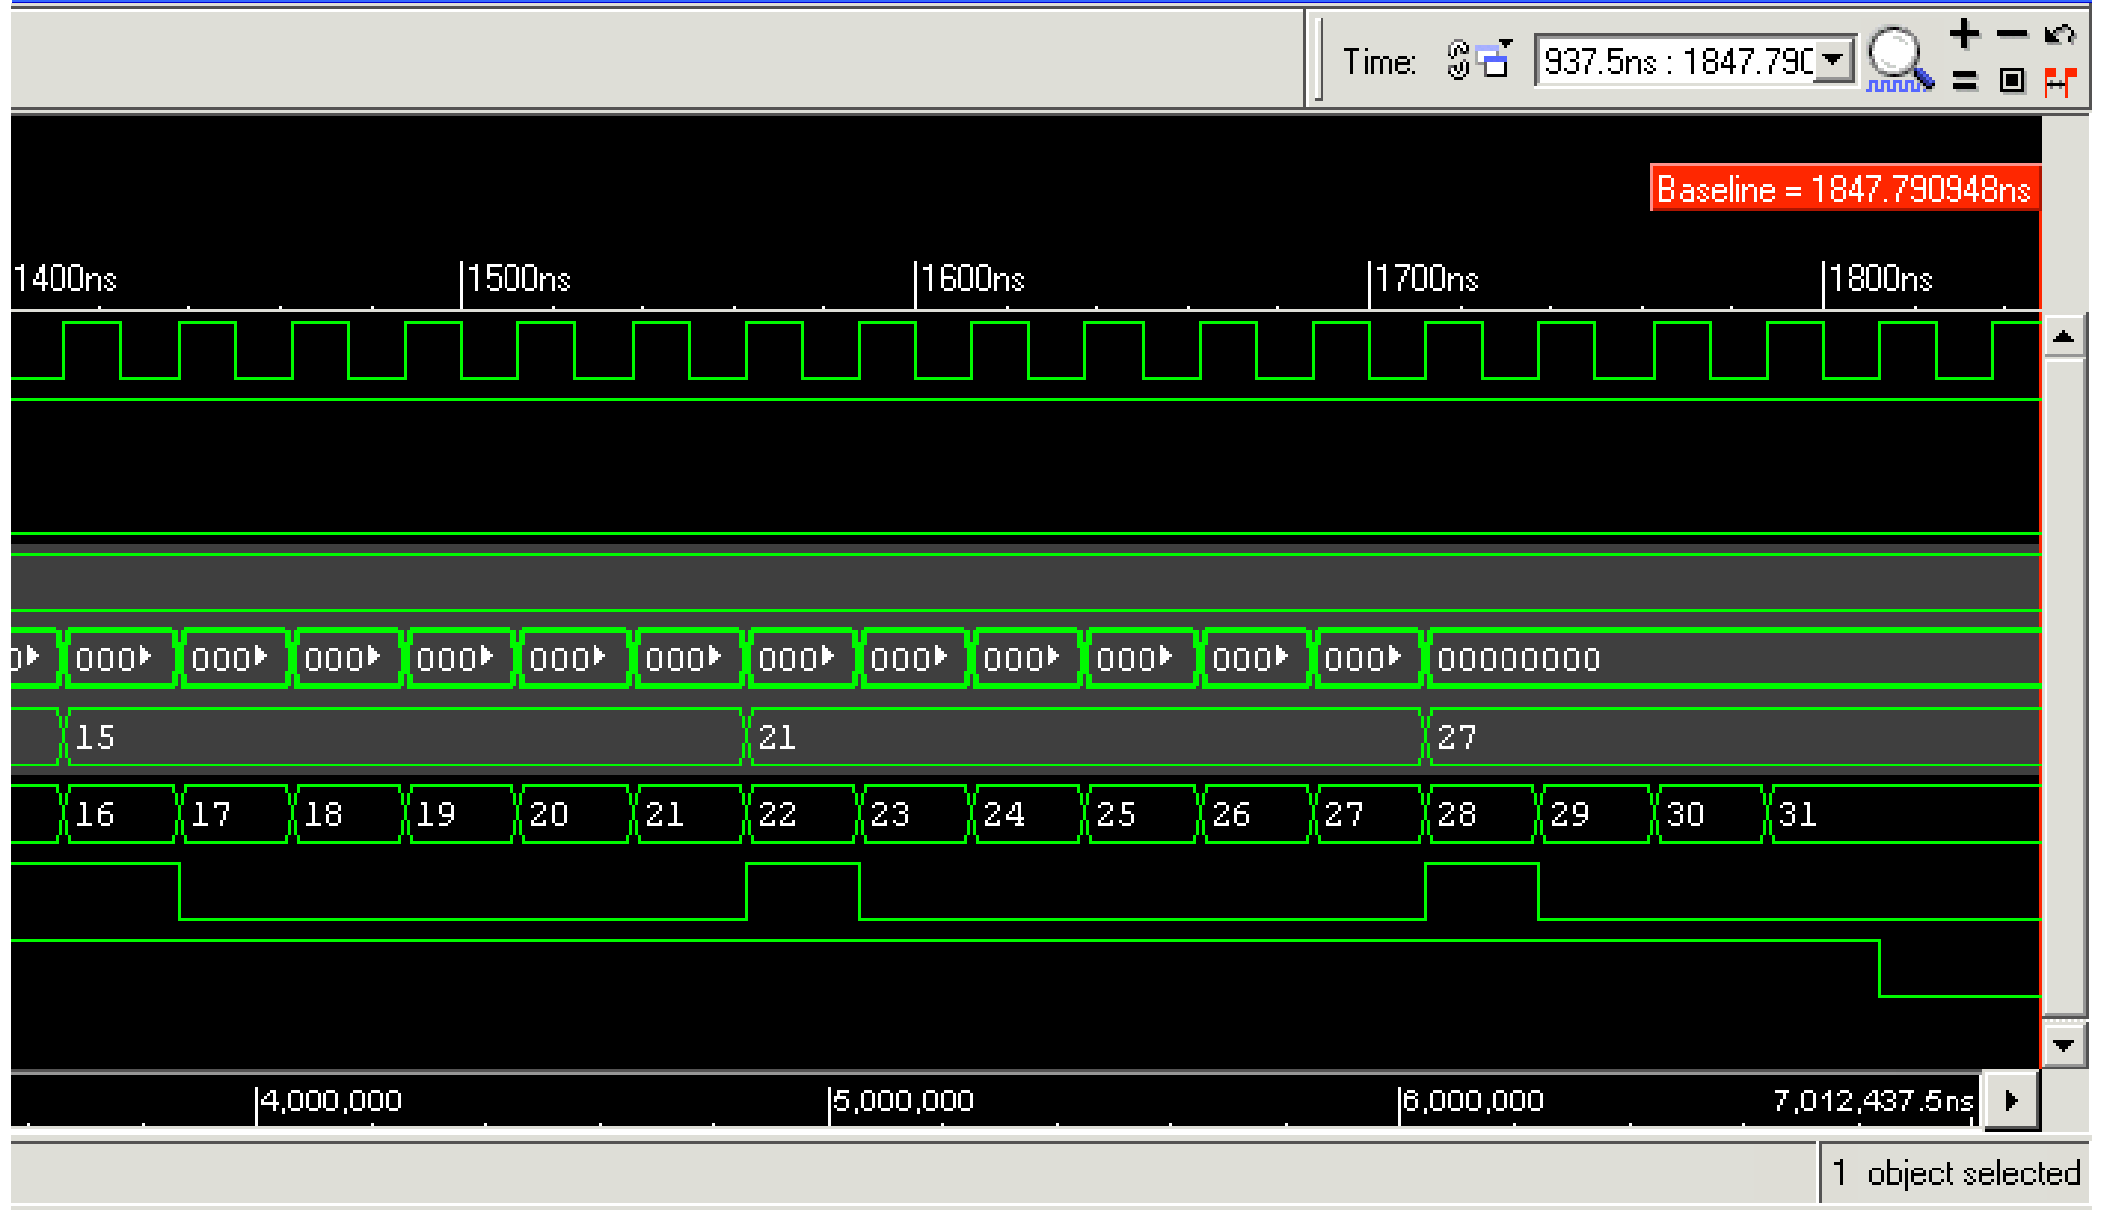 Time: 937.5ns : 1847.790
Baseline = 1847.790948ns
1400ns 1500ns 1600ns 1700ns 1800ns
000 000 000 000 000 000 000 000 000 000 000 000 00000000
15 21 27
16 17 18 19 20 21 22 23 24 25 26 27 28 29 30 31
4,000,000 5,000,000 6,000,000 7,012,437.5ns
1 object selected